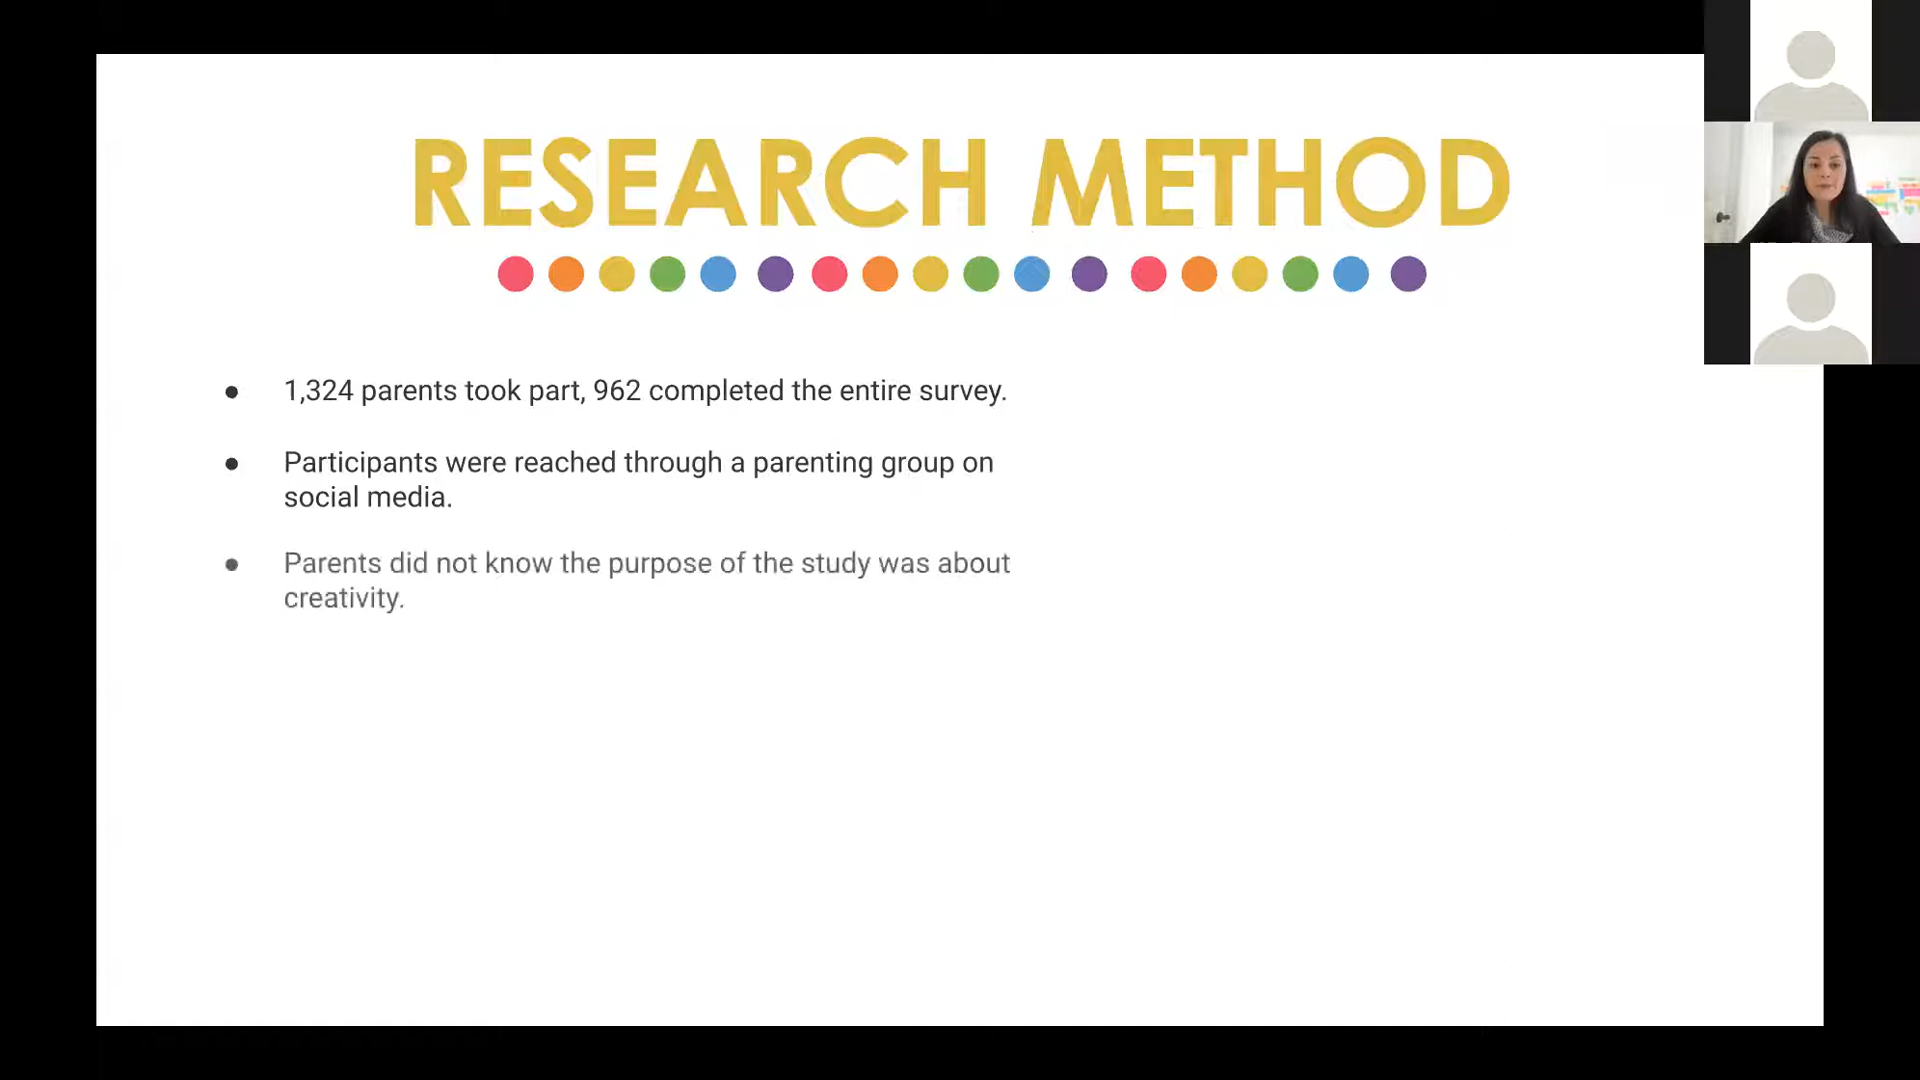 RESEARCH METHOD
● 1,324 parents took part, 962 completed the entire survey.
● Participants were reached through a parenting group on
social media.
● Parents did not know the purpose of the study was about
creativity.